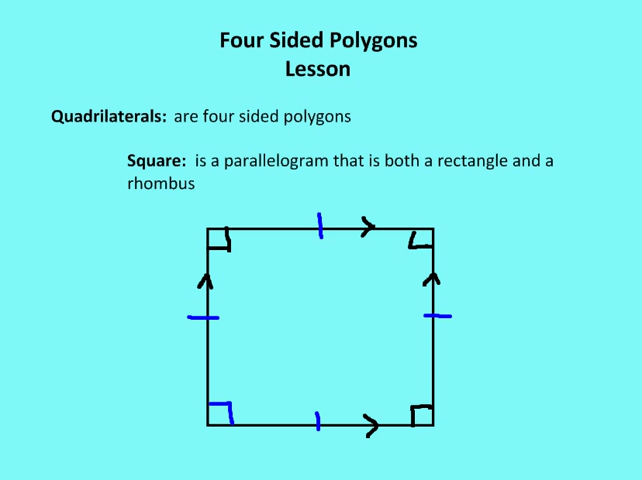 Four Sided Polygons
Lesson
Quadrilaterals: are four sided polygons
Square: is a parallelogram that is both a rectangle and a
rhombus